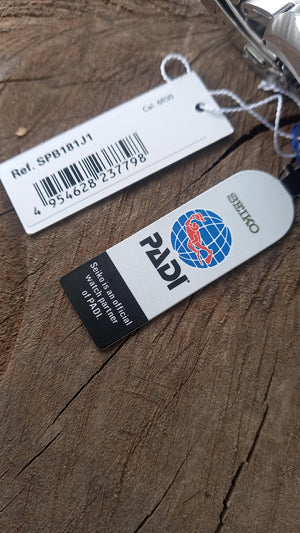 Cal. 6R35
Ref. SPB181J1
4 954628 237798
SEIKO
PADI
Seiko is an official
watch partner
of PADI.